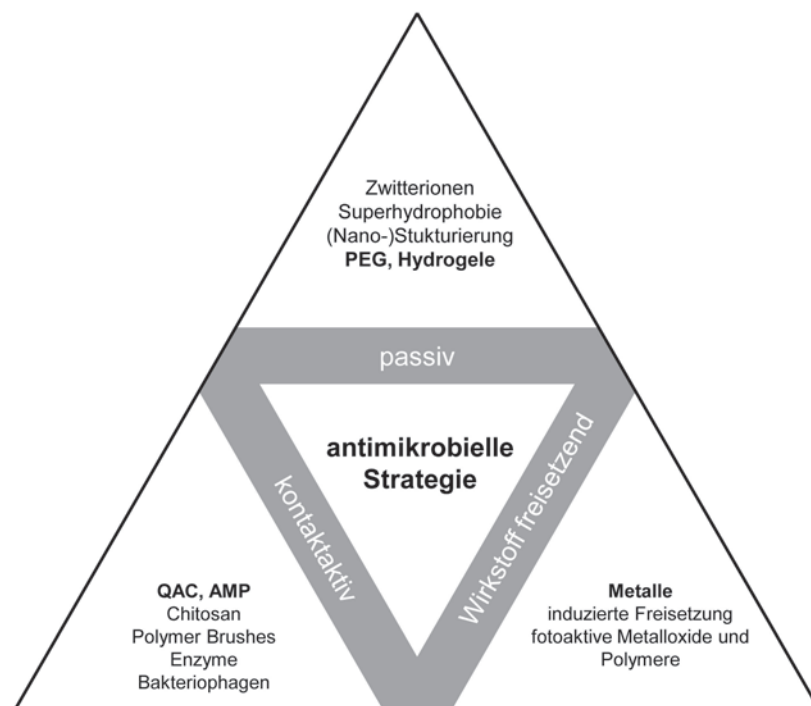 Zwitterionen
Superhydrophobie
(Nano-)Stukturierung
PEG, Hydrogele
passiv
antimikrobielle
Strategie
kontaktaktiv
Wirkstoff freisetzend
QAC, AMP
Chitosan
Polymer Brushes
Enzyme
Bakteriophagen
Metalle
induzierte Freisetzung
fotoaktive Metalloxide und
Polymere